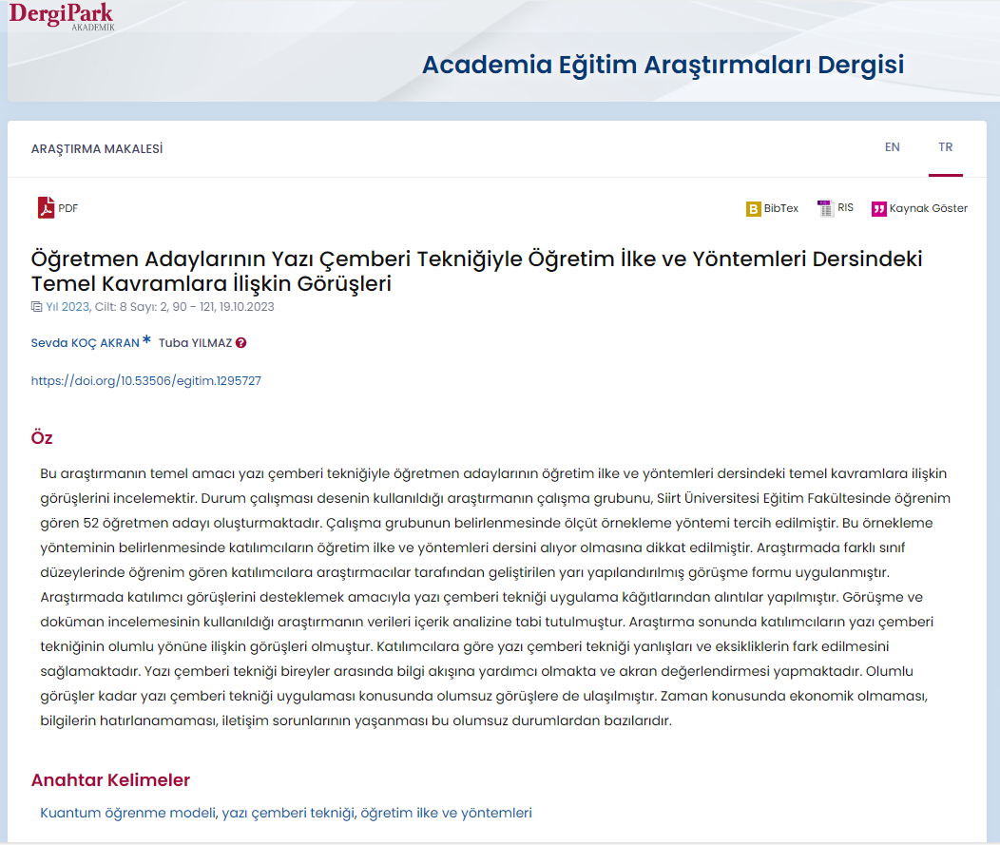 DergiPark
AKADEMİK
Academia Eğitim Araştırmaları Dergisi
ARAŞTIRMA MAKALESİ
EN TR
PDF
BibTex RIS Kaynak Göster
Öğretmen Adaylarının Yazı Çemberi Tekniğiyle Öğretim İlke ve Yöntemleri Dersindeki
Temel Kavramlara İlişkin Görüşleri
Yıl 2023, Cilt: 8 Sayı: 2, 90 - 121, 19.10.2023
Sevda KOÇ AKRAN * Tuba YILMAZ
https://doi.org/10.53506/egitim.1295727
Öz
Bu araştırmanın temel amacı yazı çemberi tekniğiyle öğretmen adaylarının öğretim ilke ve yöntemleri dersindeki temel kavramlara ilişkin
görüşlerini incelemektir. Durum çalışması desenin kullanıldığı araştırmanın çalışma grubunu, Siirt Üniversitesi Eğitim Fakültesinde öğrenim
gören 52 öğretmen adayı oluşturmaktadır. Çalışma grubunun belirlenmesinde ölçüt örnekleme yöntemi tercih edilmiştir. Bu örnekleme
yönteminin belirlenmesinde katılımcıların öğretim ilke ve yöntemleri dersini alıyor olmasına dikkat edilmiştir. Araştırmada farklı sınıf
düzeylerinde öğrenim gören katılımcılara araştırmacılar tarafından geliştirilen yarı yapılandırılmış görüşme formu uygulanmıştır.
Araştırmada katılımcı görüşlerini desteklemek amacıyla yazı çemberi tekniği uygulama kâğıtlarından alıntılar yapılmıştır. Görüşme ve
doküman incelemesinin kullanıldığı araştırmanın verileri içerik analizine tabi tutulmuştur. Araştırma sonunda katılımcıların yazı çemberi
tekniğinin olumlu yönüne ilişkin görüşleri olmuştur. Katılımcılara göre yazı çemberi tekniği yanlışları ve eksikliklerin fark edilmesini
sağlamaktadır. Yazı çemberi tekniği bireyler arasında bilgi akışına yardımcı olmakta ve akran değerlendirmesi yapmaktadır. Olumlu
görüşler kadar yazı çemberi tekniği uygulaması konusunda olumsuz görüşlere de ulaşılmıştır. Zaman konusunda ekonomik olmaması,
bilgilerin hatırlanamaması, iletişim sorunlarının yaşanması bu olumsuz durumlardan bazılarıdır.
Anahtar Kelimeler
Kuantum öğrenme modeli, yazı çemberi tekniği, öğretim ilke ve yöntemleri